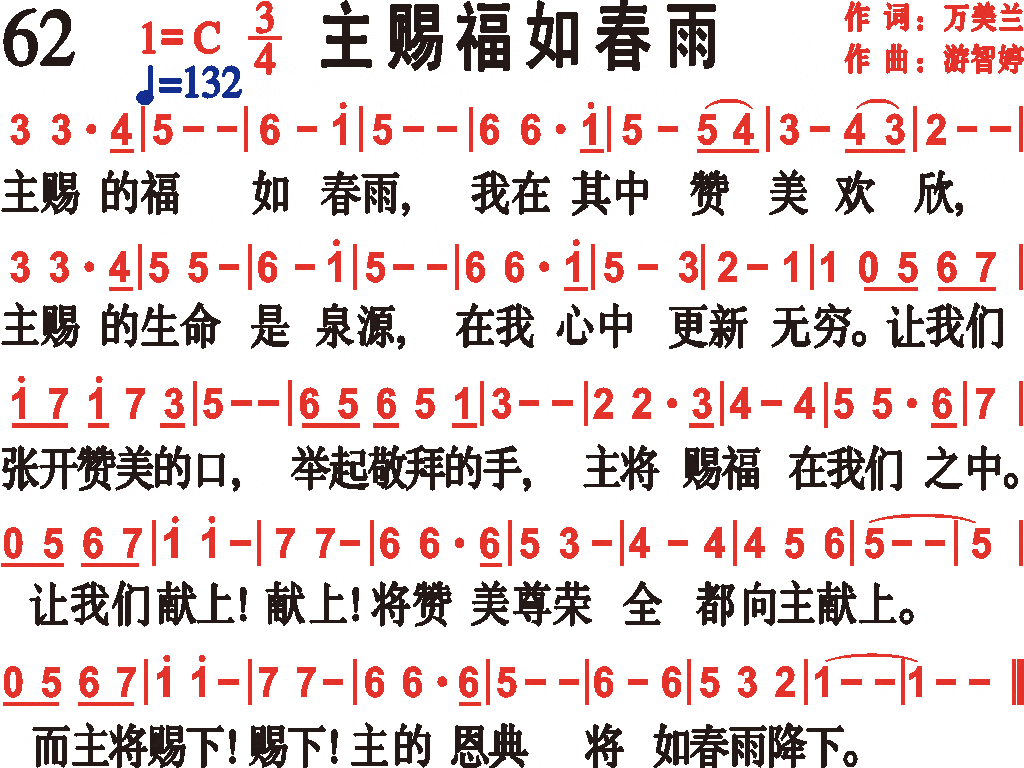 62 1=C 3/4 主赐福如春雨 作词：万美兰
♩=132 作曲：游智婷
3 3· 4|5--|6-i|5--|6 6· i|5- 5 4|3- 4 3|2--|
主赐 的福 如 春雨, 我在 其中 赞 美 欢 欣,
3 3· 4|5 5-|6-i|5--|6 6· i|5- 3|2-1|1 0 5 6 7|
主赐 的生命 是 泉源, 在我 心中 更新 无穷。让我们
i 7 i 7 3|5--|6 5 6 5 1|3--|2 2· 3|4-4|5 5· 6|7|
张开赞美的口, 举起敬拜的手, 主将 赐福 在我们 之中。
0 5 6 7|i i-|7 7-|6 6· 6|5 3-|4-4|4 5 6|5--|5|
让我们献上! 献上! 将赞 美尊荣 全 都向主献上。
0 5 6 7|i i-|7 7-|6 6· 6|5--|6-6|5 3 2|1--|1--‖
而主将赐下! 赐下! 主的 恩典 将 如春雨降下。